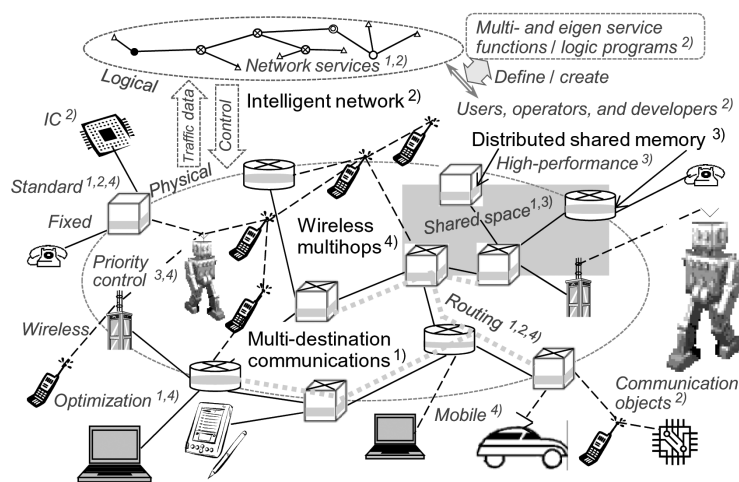 Multi- and eigen service
functions / logic programs 2)
Network services 1,2)
Logical
Define / create
Users, operators, and developers 2)
Intelligent network 2)
Traffic data
Control
IC 2)
Distributed shared memory 3)
High-performance 3)
Physical
Standard 1,2,4)
Shared space 1,3)
Fixed
Wireless
multihops 4)
Priority
control 3,4)
Routing 1,2,4)
Wireless
Multi-destination
communications 1)
Optimization 1,4)
Mobile 4)
Communication
objects 2)